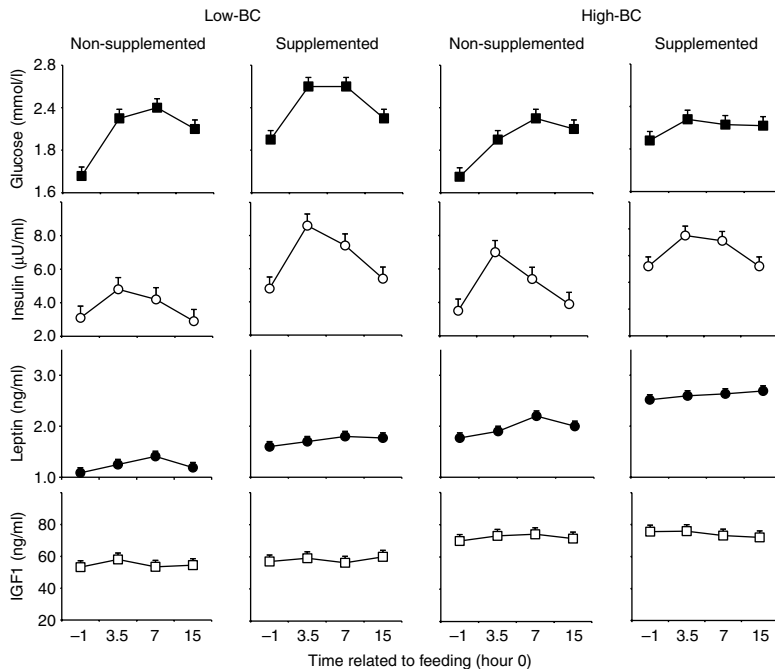 Low-BC High-BC
Non-supplemented Supplemented Non-supplemented Supplemented
Glucose (mmol/l)
2.8
2.4
1.8
1.6
Insulin (µU/ml)
8.0
6.0
4.0
2.0
Leptin (ng/ml)
3.0
2.0
1.0
IGF1 (ng/ml)
80
60
40
20
–1 3.5 7 15 –1 3.5 7 15 –1 3.5 7 15 –1 3.5 7 15
Time related to feeding (hour 0)